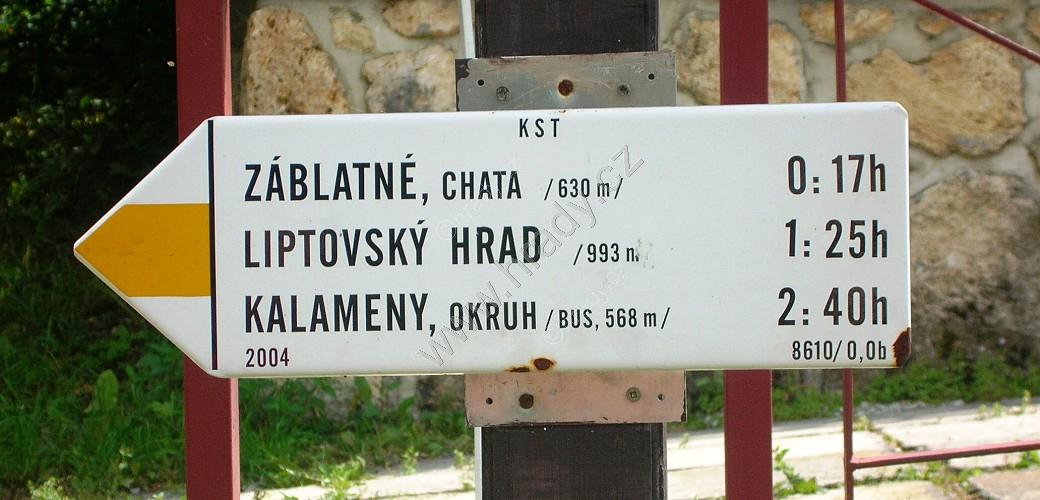 KST
ZÁBLATNÉ, CHATA /630 m/ 0:17h
LIPTOVSKÝ HRAD /993 m 1:25h
KALAMENY, OKRUH /BUS, 568 m/ 2:40h
2004 8610/0,0b
www.hrady.cz